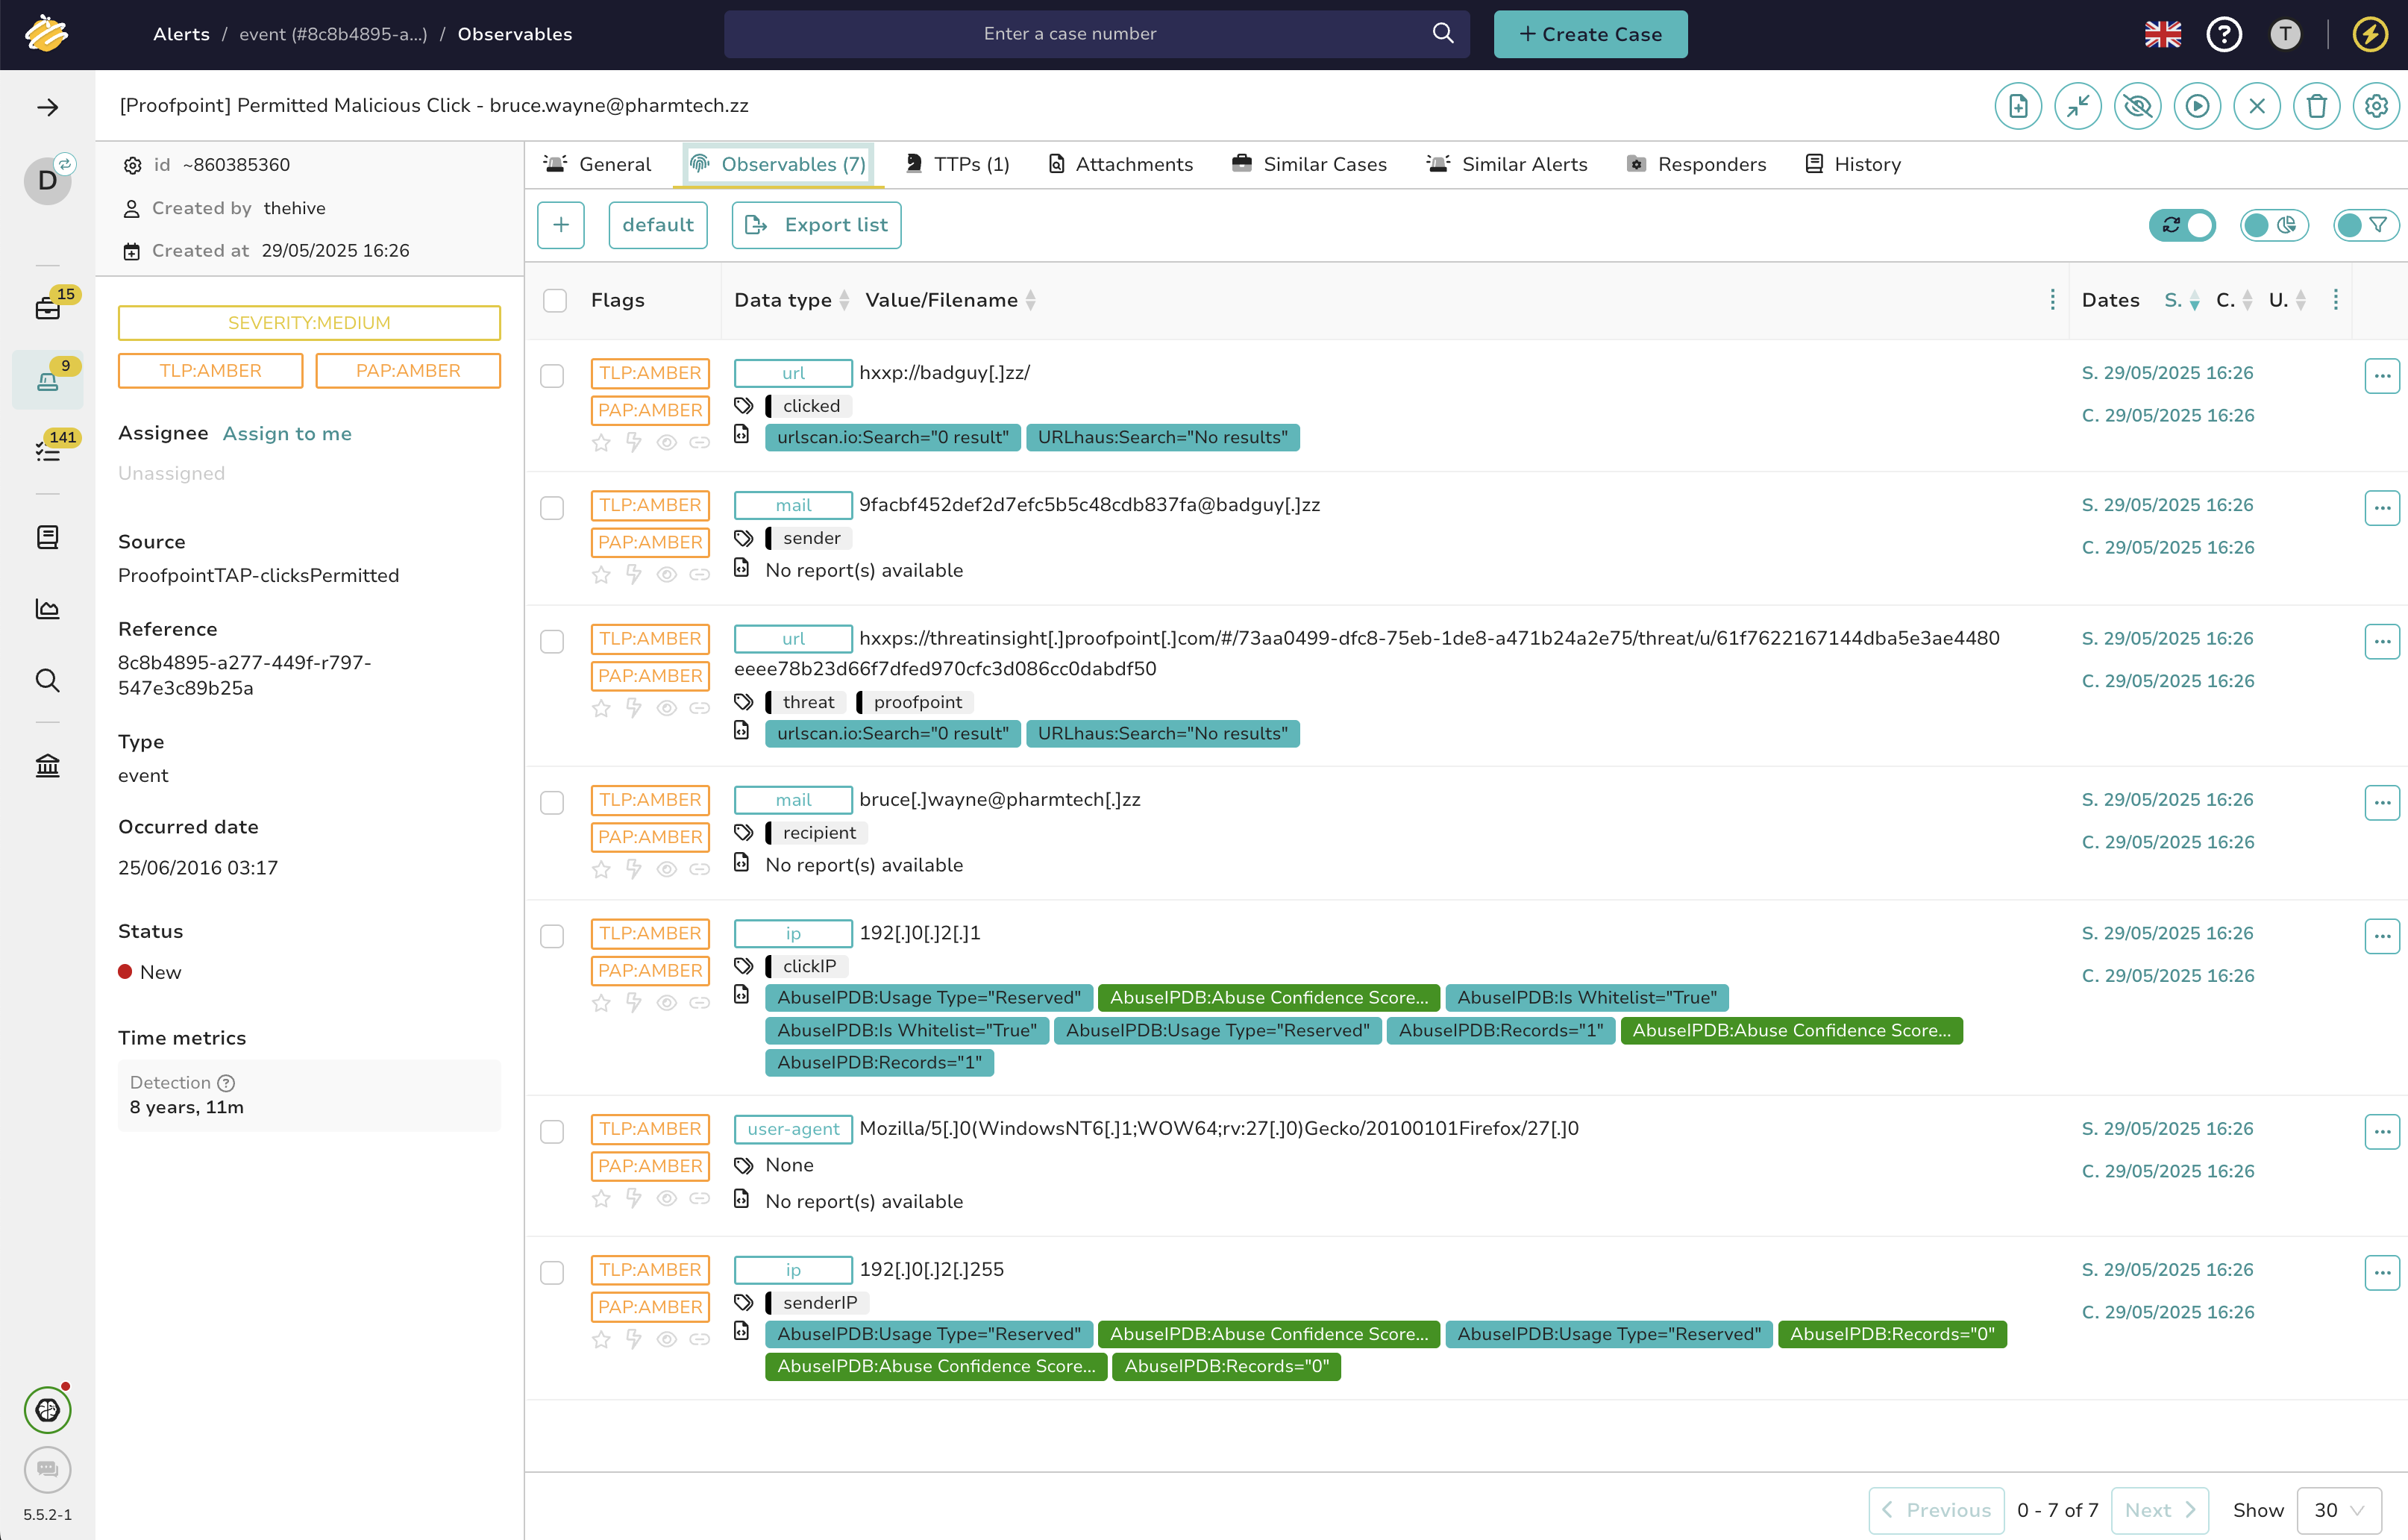 Alerts / event (#8c8b4895-a...) / Observables
Enter a case number
+ Create Case
T
[Proofpoint] Permitted Malicious Click - bruce.wayne@pharmtech.zz
D
15
9
141
5.5.2-1
id ~860385360
Created by thehive
Created at 29/05/2025 16:26
SEVERITY:MEDIUM
TLP:AMBER PAP:AMBER
Assignee Assign to me
Unassigned
Source
ProofpointTAP-clicksPermitted
Reference
8c8b4895-a277-449f-r797-
547e3c89b25a
Type
event
Occurred date
25/06/2016 03:17
Status
New
Time metrics
Detection
8 years, 11m
General Observables (7) TTPs (1) Attachments Similar Cases Similar Alerts Responders History
+ default Export list
Flags Data type Value/Filename Dates S. C. U.
TLP:AMBER url hxxp://badguy[.]zz/ S. 29/05/2025 16:26
PAP:AMBER clicked C. 29/05/2025 16:26
urlscan.io:Search="0 result" URLhaus:Search="No results"
TLP:AMBER mail 9facbf452def2d7efc5b5c48cdb837fa@badguy[.]zz S. 29/05/2025 16:26
PAP:AMBER sender C. 29/05/2025 16:26
No report(s) available
TLP:AMBER url hxxps://threatinsight[.]proofpoint[.]com/#/73aa0499-dfc8-75eb-1de8-a471b24a2e75/threat/u/61f7622167144dba5e3ae4480 S. 29/05/2025 16:26
PAP:AMBER eeee78b23d66f7dfed970cfc3d086cc0dabdf50 C. 29/05/2025 16:26
threat proofpoint
urlscan.io:Search="0 result" URLhaus:Search="No results"
TLP:AMBER mail bruce[.]wayne@pharmtech[.]zz S. 29/05/2025 16:26
PAP:AMBER recipient C. 29/05/2025 16:26
No report(s) available
TLP:AMBER ip 192[.]0[.]2[.]1 S. 29/05/2025 16:26
PAP:AMBER clickIP C. 29/05/2025 16:26
AbuseIPDB:Usage Type="Reserved" AbuseIPDB:Abuse Confidence Score... AbuseIPDB:Is Whitelist="True"
AbuseIPDB:Is Whitelist="True" AbuseIPDB:Usage Type="Reserved" AbuseIPDB:Records="1" AbuseIPDB:Abuse Confidence Score...
AbuseIPDB:Records="1"
TLP:AMBER user-agent Mozilla/5[.]0(WindowsNT6[.]1;WOW64;rv:27[.]0)Gecko/20100101Firefox/27[.]0 S. 29/05/2025 16:26
PAP:AMBER None C. 29/05/2025 16:26
No report(s) available
TLP:AMBER ip 192[.]0[.]2[.]255 S. 29/05/2025 16:26
PAP:AMBER senderIP C. 29/05/2025 16:26
AbuseIPDB:Usage Type="Reserved" AbuseIPDB:Abuse Confidence Score... AbuseIPDB:Usage Type="Reserved" AbuseIPDB:Records="0"
AbuseIPDB:Abuse Confidence Score... AbuseIPDB:Records="0"
Previous 0 - 7 of 7 Next Show 30